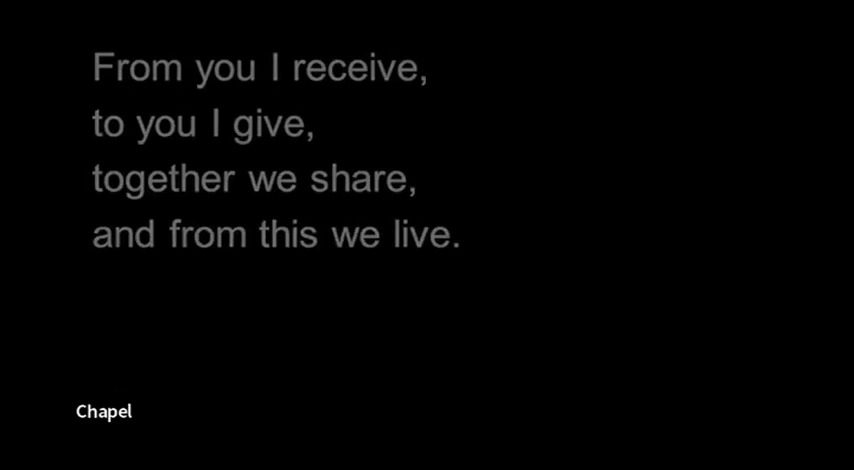 From you I receive,
to you I give,
together we share,
and from this we live.
Chapel